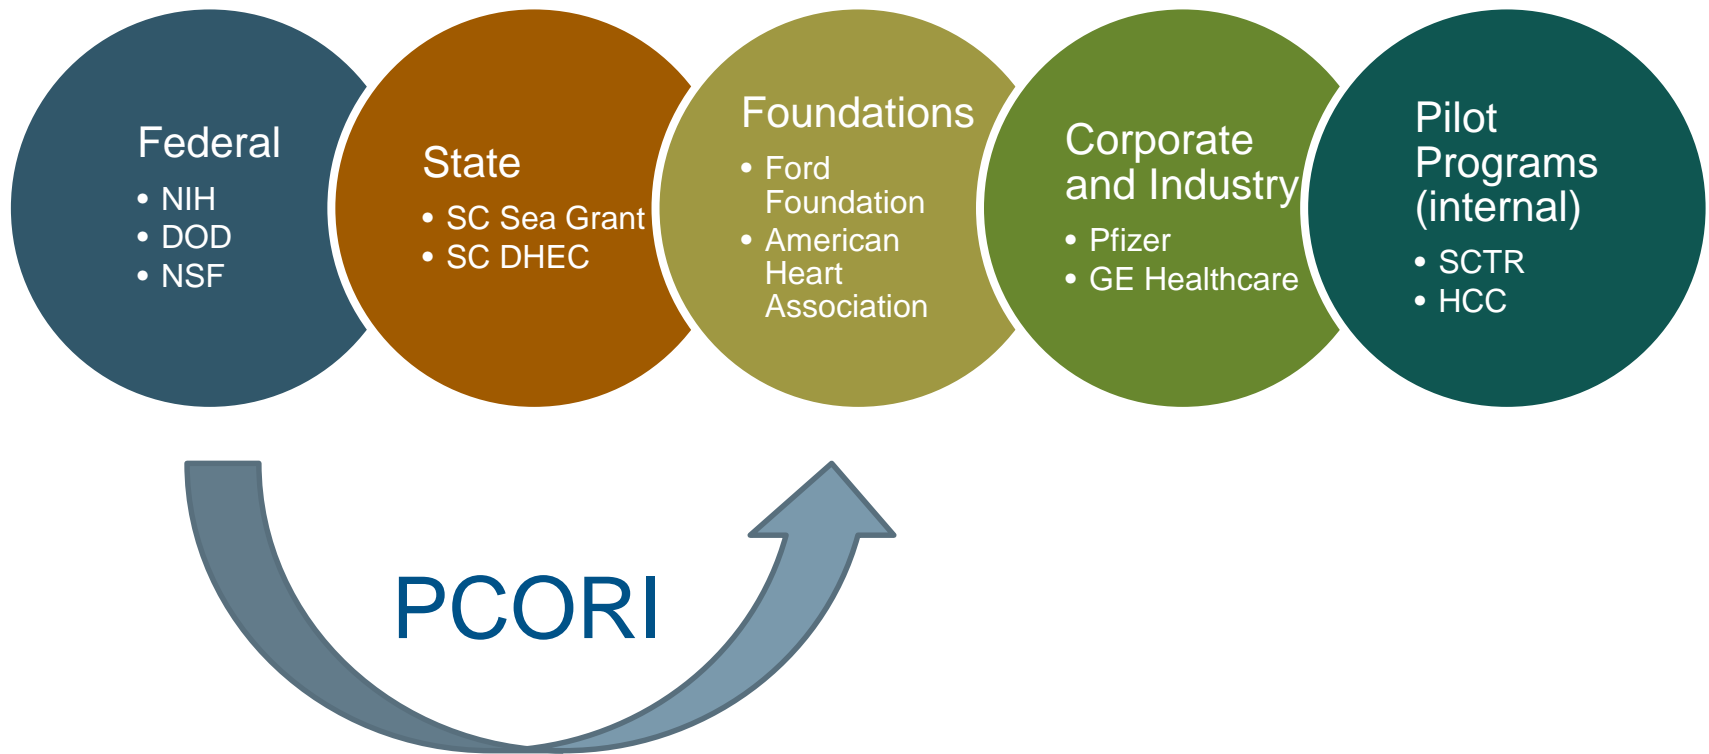 Federal
• NIH
• DOD
• NSF
State
• SC Sea Grant
• SC DHEC
Foundations
• Ford
Foundation
• American
Heart
Association
Corporate
and Industry
• Pfizer
• GE Healthcare
Pilot
Programs
(internal)
• SCTR
• HCC
PCORI